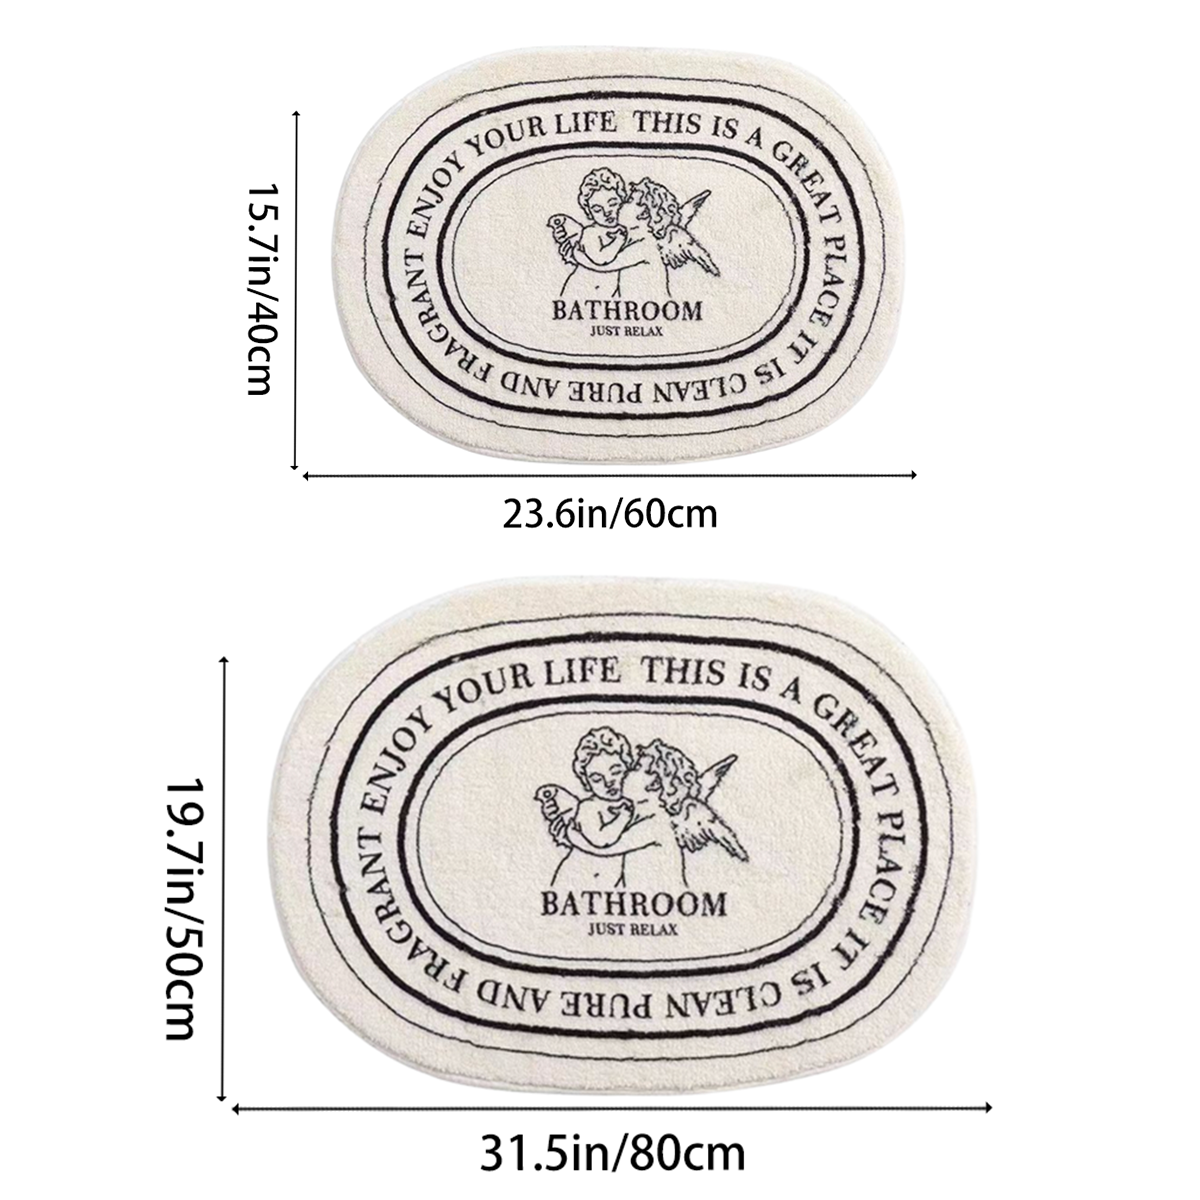 ENJOY YOUR LIFE THIS IS A GREAT PLACE IT IS CLEAN PURE AND FRAGRANT
BATHROOM
JUST RELAX
15.7in/40cm
23.6in/60cm
ENJOY YOUR LIFE THIS IS A GREAT PLACE IT IS CLEAN PURE AND FRAGRANT
BATHROOM
JUST RELAX
19.7in/50cm
31.5in/80cm